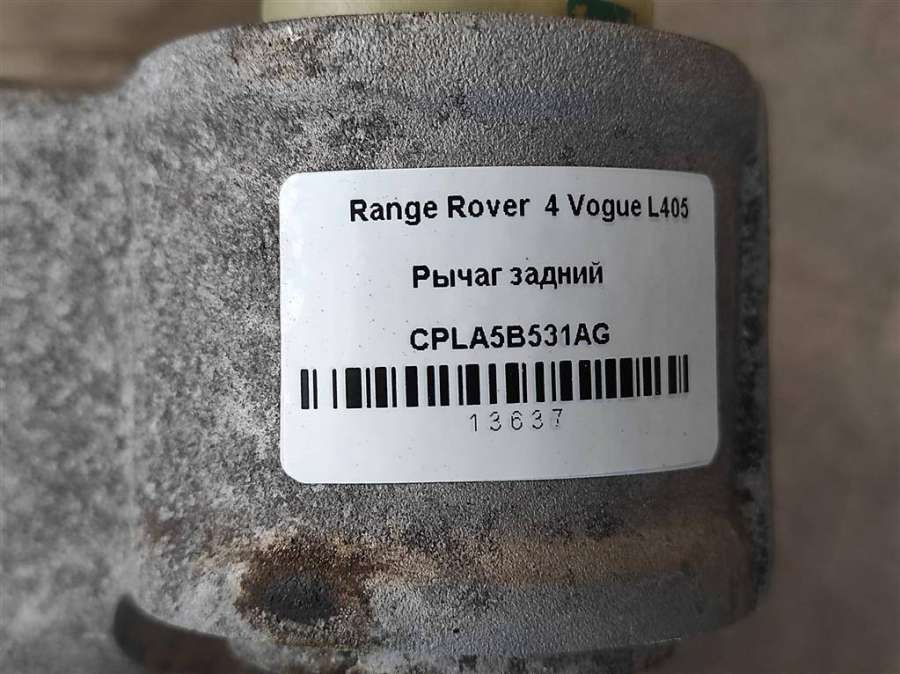 Range Rover 4 Vogue L405
Рычаг задний
CPLA5B531AG
13637